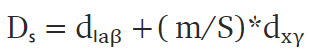 Dₛ = dₗₐᵦ + ( m/S)*dₓᵧ